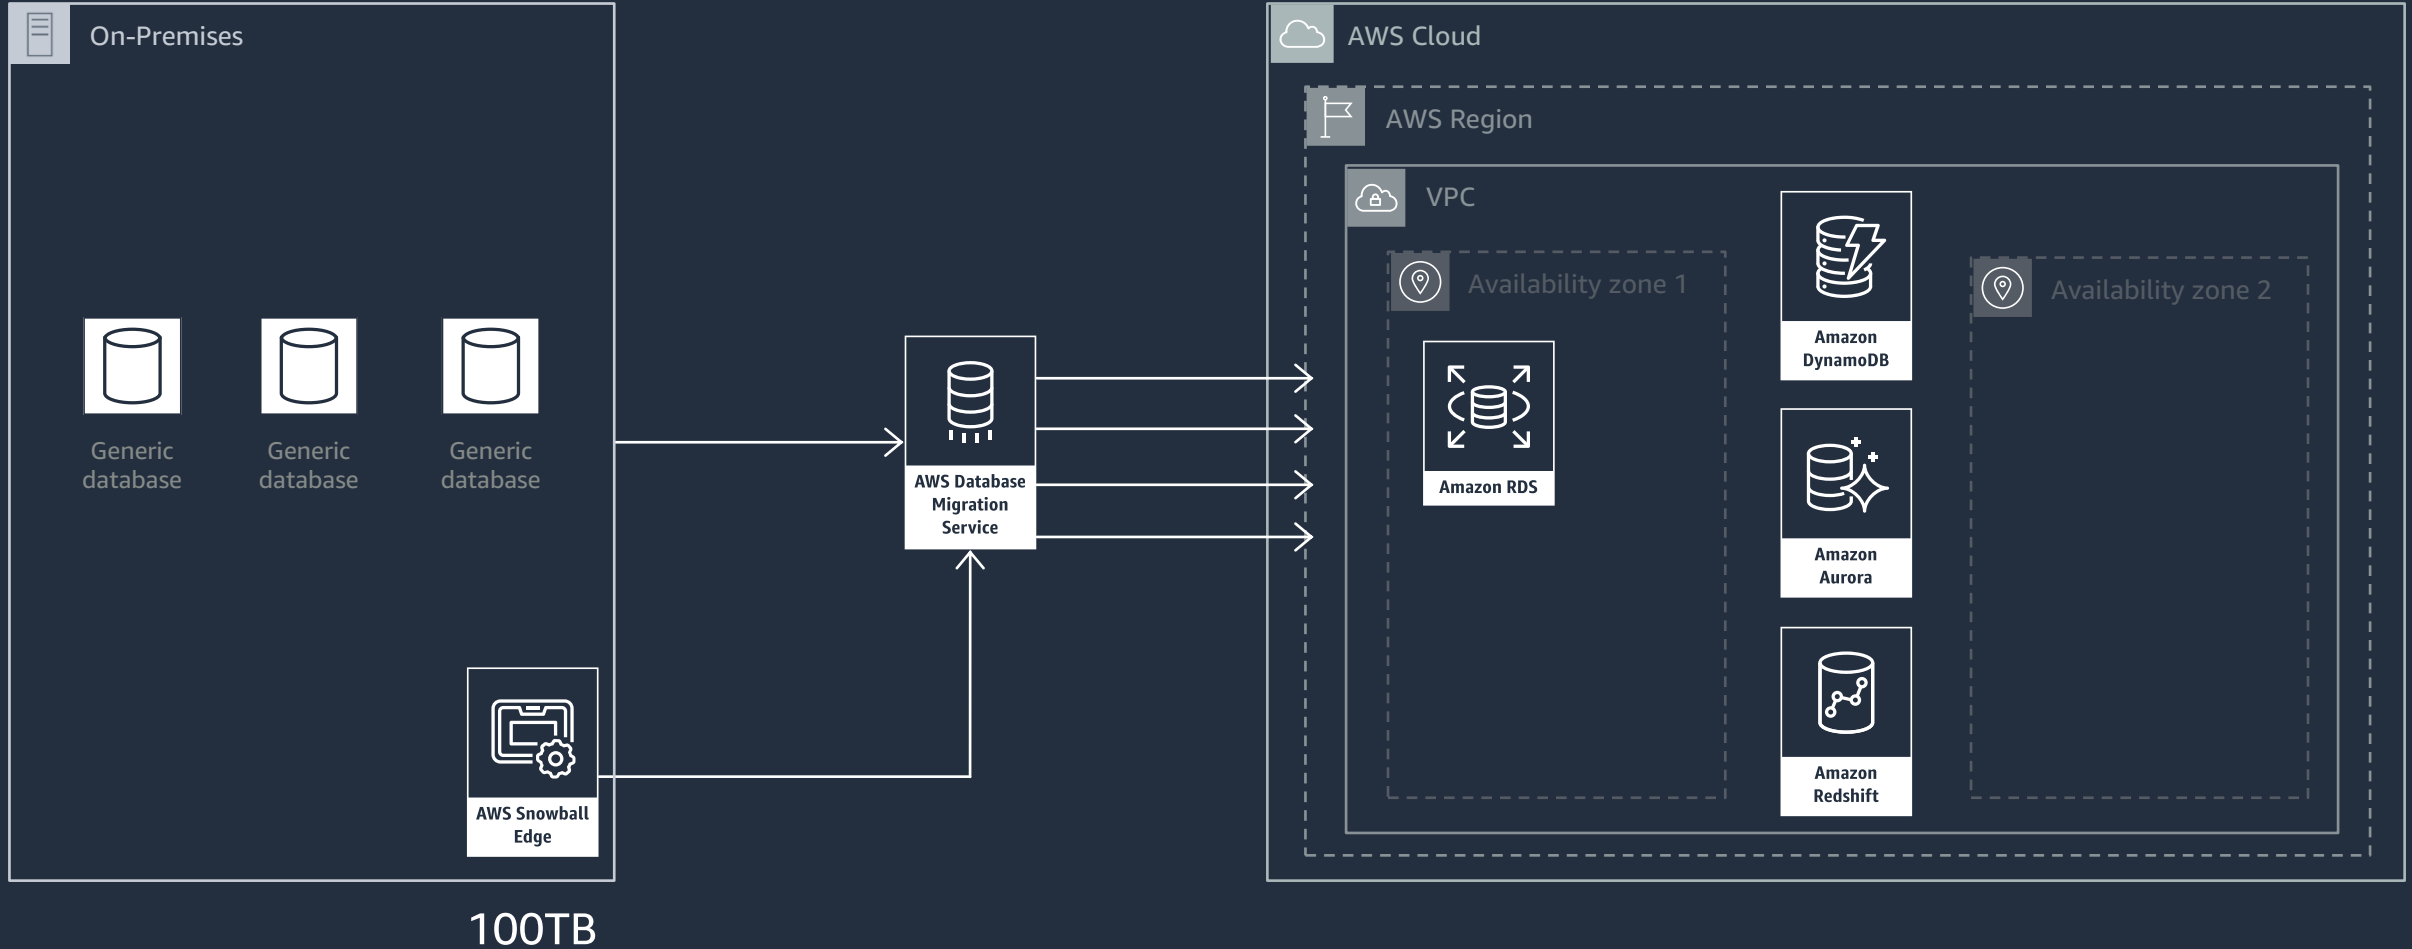 On-Premises
Generic
database
Generic
database
Generic
database
AWS Snowball
Edge
100TB
AWS Database
Migration
Service
AWS Cloud
AWS Region
VPC
Availability zone 1
Amazon RDS
Amazon
DynamoDB
Amazon
Aurora
Amazon
Redshift
Availability zone 2